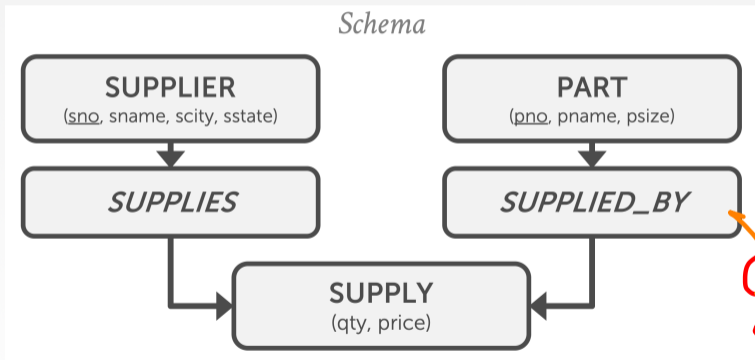 Schema
SUPPLIER
(sno, sname, scity, sstate)
PART
(pno, pname, psize)
SUPPLIES
SUPPLIED_BY
SUPPLY
(qty, price)